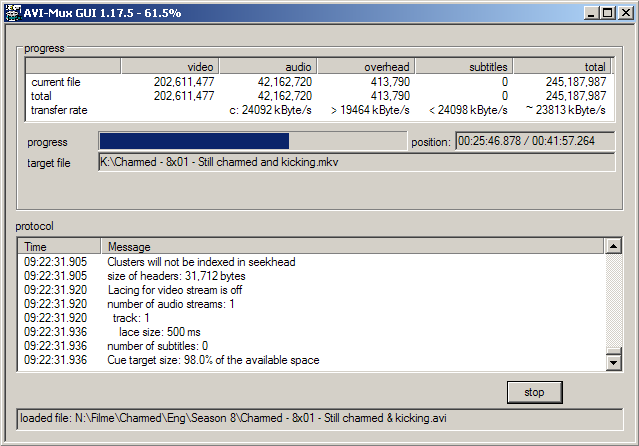 AVI-Mux GUI 1.17.5 - 61.5%
progress
video audio overhead subtitles total
current file 202,611,477 42,162,720 413,790 0 245,187,987
total 202,611,477 42,162,720 413,790 0 245,187,987
transfer rate c: 24092 kByte/s > 19464 kByte/s < 24098 kByte/s ~ 23813 kByte/s
progress position: 00:25:46.878 / 00:41:57.264
target file K:\Charmed - 8x01 - Still charmed and kicking.mkv
protocol
Time Message
09:22:31.905 Clusters will not be indexed in seekhead
09:22:31.905 size of headers: 31,712 bytes
09:22:31.920 Lacing for video stream is off
09:22:31.920 number of audio streams: 1
09:22:31.920 track: 1
09:22:31.936 lace size: 500 ms
09:22:31.936 number of subtitles: 0
09:22:31.936 Cue target size: 98.0% of the available space
stop
loaded file: N:\Filme\Charmed\Eng\Season 8\Charmed - 8x01 - Still charmed & kicking.avi